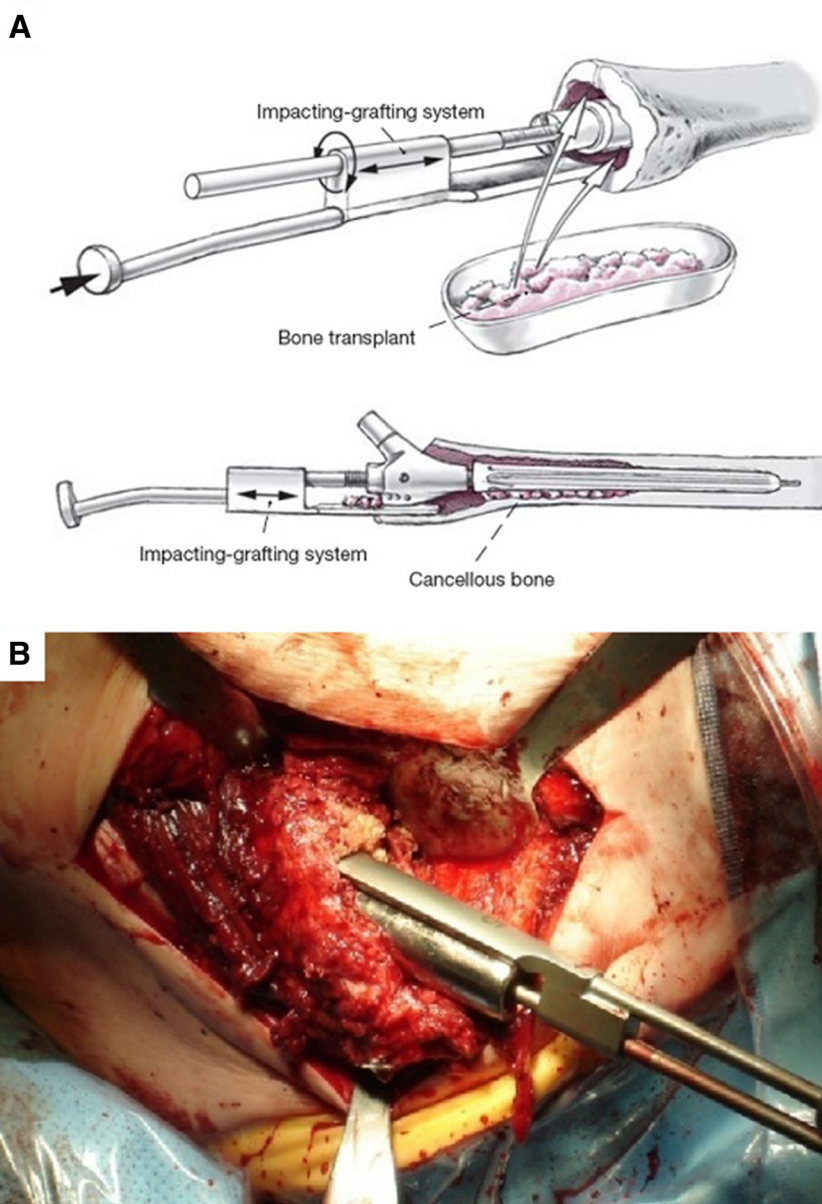 A
Impacting-grafting system
Bone transplant
Impacting-grafting system
Cancellous bone
B